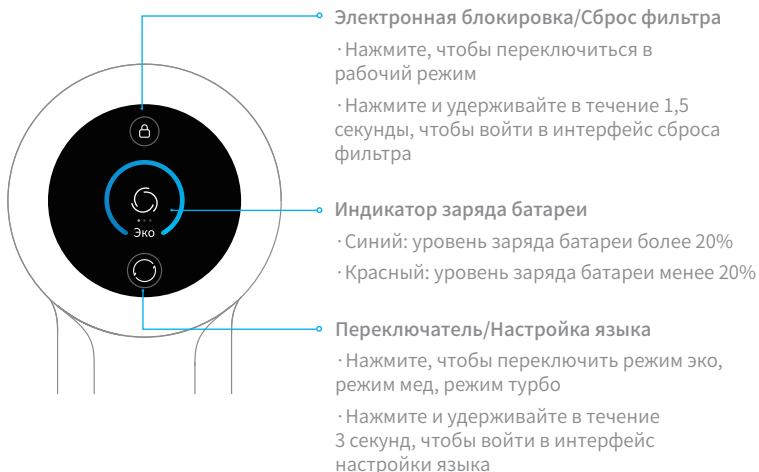 Электронная блокировка/Сброс фильтра
·Нажмите, чтобы переключиться в
рабочий режим
·Нажмите и удерживайте в течение 1,5
секунды, чтобы войти в интерфейс сброса
фильтра
Эко
Индикатор заряда батареи
·Синий: уровень заряда батареи более 20%
·Красный: уровень заряда батареи менее 20%
Переключатель/Настройка языка
·Нажмите, чтобы переключить режим эко,
режим мед, режим турбо
·Нажмите и удерживайте в течение
3 секунд, чтобы войти в интерфейс
настройки языка